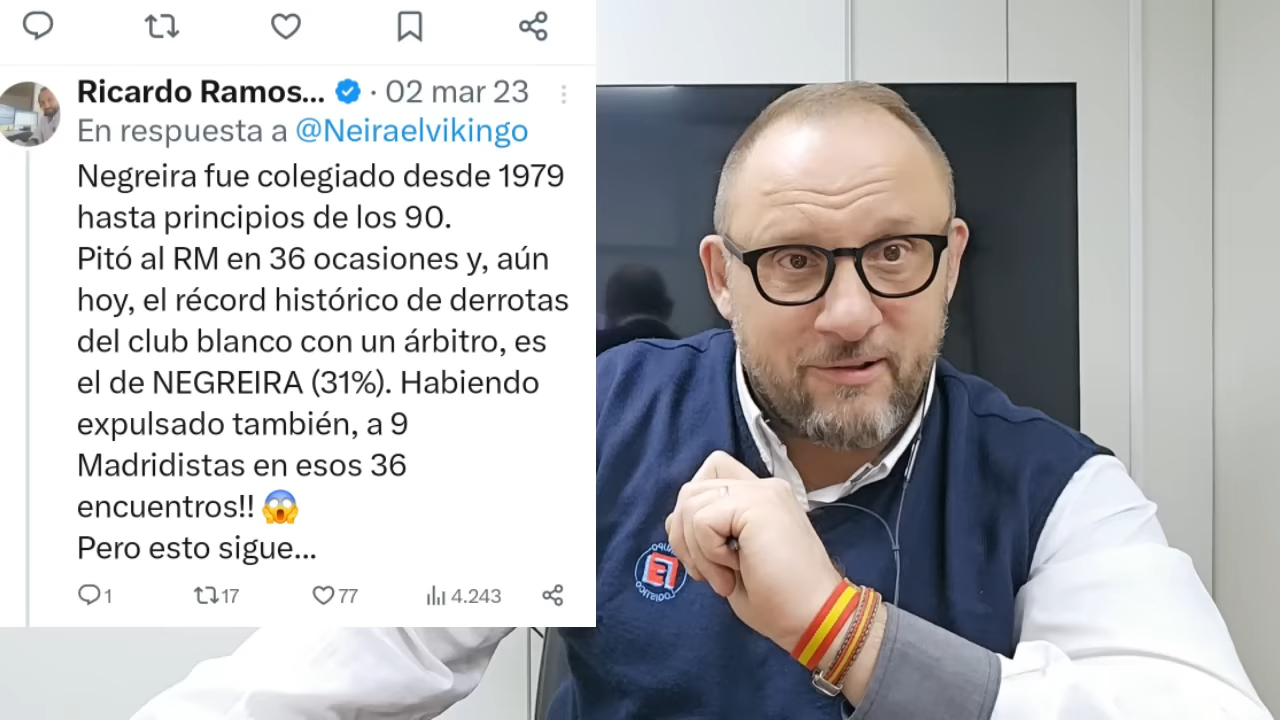 Ricardo Ramos... · 02 mar 23
En respuesta a @Neiraelvikingo
Negreira fue colegiado desde 1979
hasta principios de los 90.
Pitó al RM en 36 ocasiones y, aún
hoy, el récord histórico de derrotas
del club blanco con un árbitro, es
el de NEGREIRA (31%). Habiendo
expulsado también, a 9
Madridistas en esos 36
encuentros!! 😱
Pero esto sigue...
1 17 77 4.243